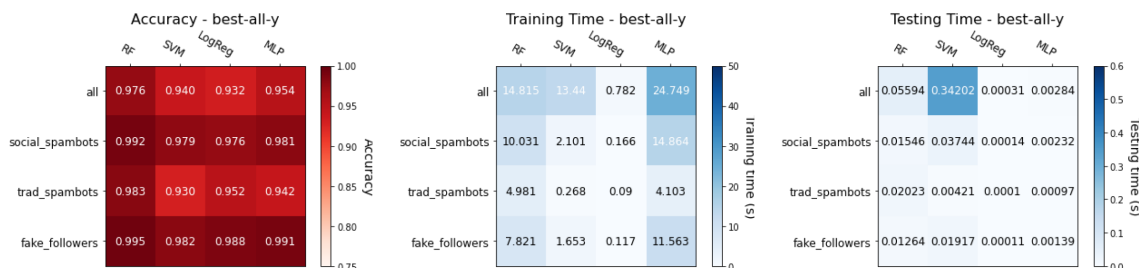 Accuracy - best-all-y
RF SVM LogReg MLP
all 0.976 0.940 0.932 0.954
social_spambots 0.992 0.979 0.976 0.981
trad_spambots 0.983 0.930 0.952 0.942
fake_followers 0.995 0.982 0.988 0.991
1.00
0.95
0.90
0.85
0.80
0.75
Accuracy
Training Time - best-all-y
RF SVM LogReg MLP
all 14.815 13.44 0.782 24.749
social_spambots 10.031 2.101 0.166 14.864
trad_spambots 4.981 0.268 0.09 4.103
fake_followers 7.821 1.653 0.117 11.563
50
40
30
20
10
0
Training time (s)
Testing Time - best-all-y
RF SVM LogReg MLP
all 0.05594 0.34202 0.00031 0.00284
social_spambots 0.01546 0.03744 0.00014 0.00232
trad_spambots 0.02023 0.00421 0.0001 0.00097
fake_followers 0.01264 0.01917 0.00011 0.00139
0.6
0.5
0.4
0.3
0.2
0.1
0.0
Testing time (s)